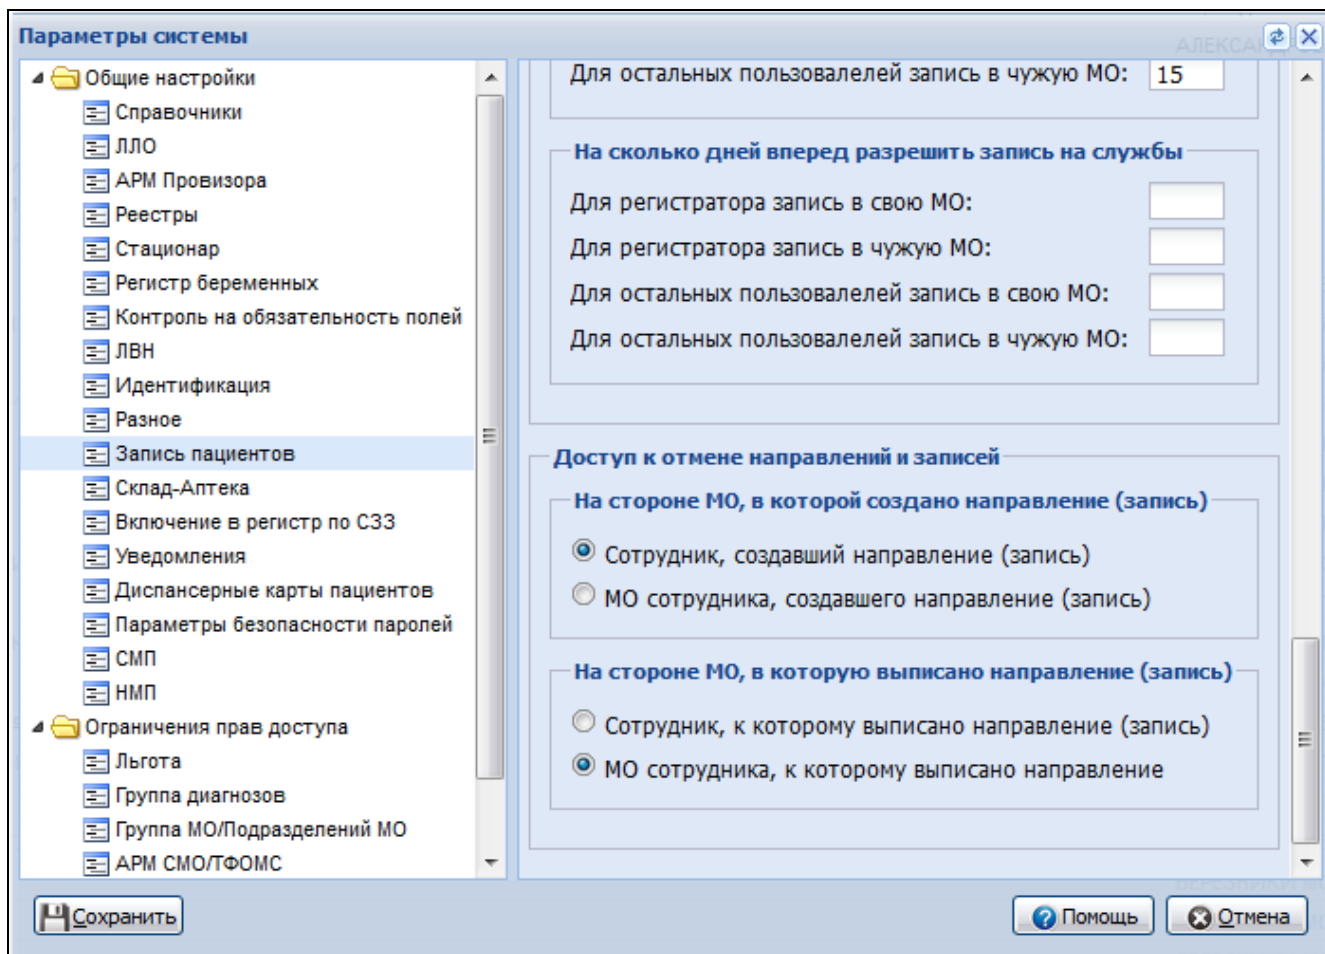 Параметры системы
Общие настройки
Справочники
ЛЛО
АРМ Провизора
Реестры
Стационар
Регистр беременных
Контроль на обязательность полей
ЛВН
Идентификация
Разное
Запись пациентов
Склад-Аптека
Включение в регистр по СЗЗ
Уведомления
Диспансерные карты пациентов
Параметры безопасности паролей
СМП
НМП
Ограничения прав доступа
Льгота
Группа диагнозов
Группа МО/Подразделений МО
АРМ СМО/ТФОМС
Для остальных пользовалелей запись в чужую МО: 15
На сколько дней вперед разрешить запись на службы
Для регистратора запись в свою МО:
Для регистратора запись в чужую МО:
Для остальных пользовалелей запись в свою МО:
Для остальных пользовалелей запись в чужую МО:
Доступ к отмене направлений и записей
На стороне МО, в которой создано направление (запись)
Сотрудник, создавший направление (запись)
МО сотрудника, создавшего направление (запись)
На стороне МО, в которую выписано направление (запись)
Сотрудник, к которому выписано направление (запись)
МО сотрудника, к которому выписано направление
Сохранить
Помощь
Отмена